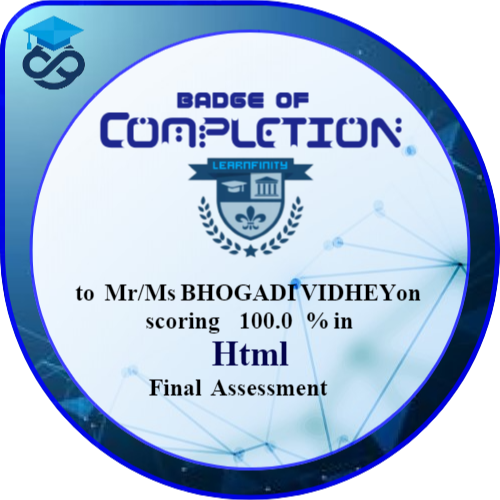 BADGE OF
COMPLETION
LEARNFINITY
to Mr/Ms BHOGADI VIDHEYon
scoring 100.0 % in
Html
Final Assessment